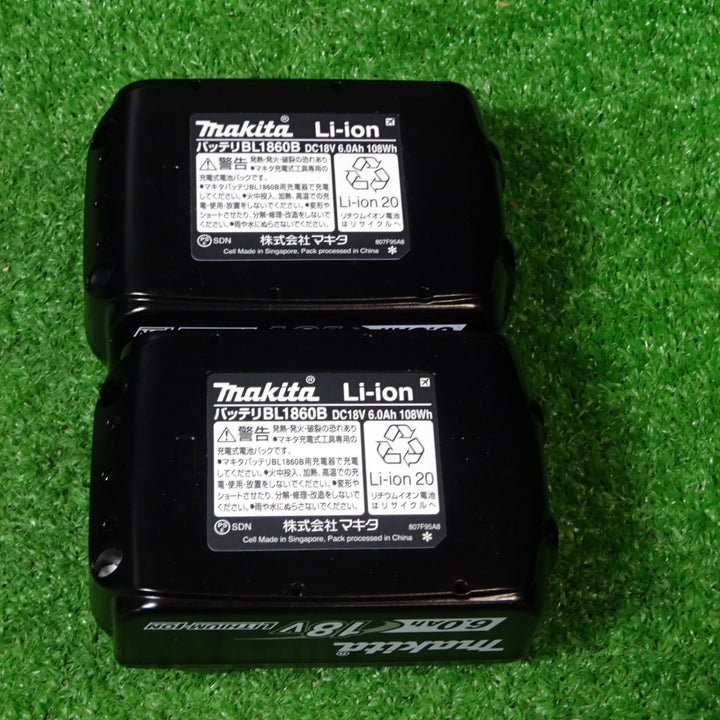 makita® Li-ion
バッテリBL1860B DC18V 6.0Ah 108Wh
警告 発熱・発火・破裂の恐れあり
●マキタ充電式工具専用の
充電式電池パックです。
●マキタバッテリBL1860B用充電器で充電
してください。●火中投入、加熱、高温での充
電・使用・放置をしないでください。●変形や
ショートさせたり、分解・修理・改造をしないで
ください。●雨や水にぬらさないでください。
Li-ion 20
リチウムイオン電池
はリサイクルへ
PS E SDN 株式会社マキタ 807F95A8
Cell Made in Singapore, Pack processed in China ✻
makita® Li-ion
バッテリBL1860B DC18V 6.0Ah 108Wh
警告 発熱・発火・破裂の恐れあり
●マキタ充電式工具専用の
充電式電池パックです。
●マキタバッテリBL1860B用充電器で充電
してください。●火中投入、加熱、高温での充
電・使用・放置をしないでください。●変形や
ショートさせたり、分解・修理・改造をしないで
ください。●雨や水にぬらさないでください。
Li-ion 20
リチウムイオン電池
はリサイクルへ
PS E SDN 株式会社マキタ 807F95A8
Cell Made in Singapore, Pack processed in China ✻
makita® 6.0Ah 18V LITHIUM-ION